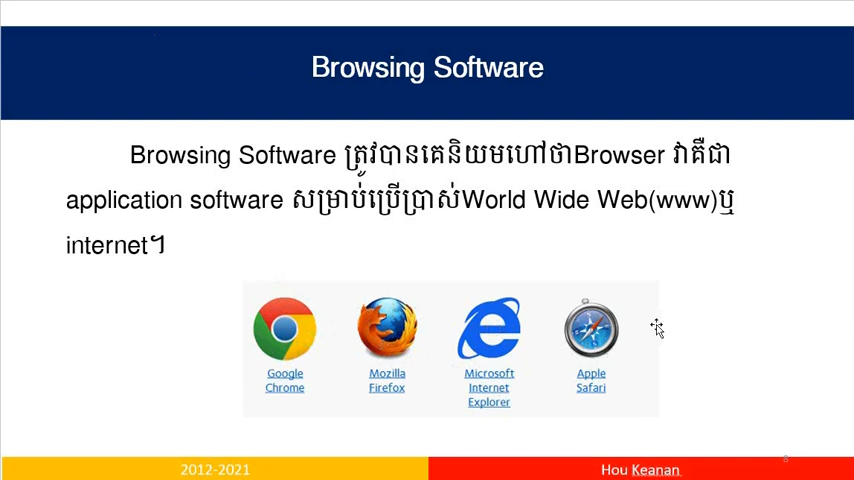 Browsing Software
Browsing Software ត្រូវបានគេនិយមហៅថាBrowser វាគឺជា
application software សម្រាប់ប្រើប្រាស់World Wide Web(www)ឬ
internet។
Google
Chrome
Mozilla
Firefox
Microsoft
Internet
Explorer
Apple
Safari
2012-2021
Hou Keanan
8